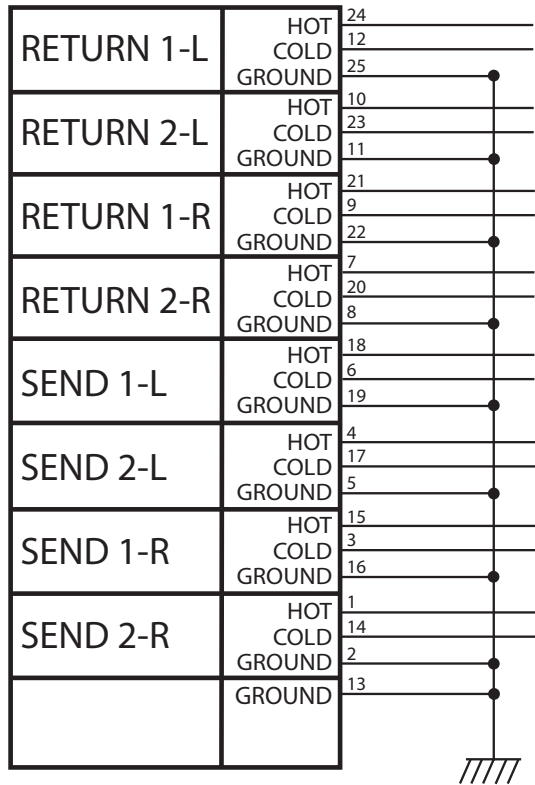 RETURN 1-L
HOT 24
COLD 12
GROUND 25
RETURN 2-L
HOT 10
COLD 23
GROUND 11
RETURN 1-R
HOT 21
COLD 9
GROUND 22
RETURN 2-R
HOT 7
COLD 20
GROUND 8
SEND 1-L
HOT 18
COLD 6
GROUND 19
SEND 2-L
HOT 4
COLD 17
GROUND 5
SEND 1-R
HOT 15
COLD 3
GROUND 16
SEND 2-R
HOT 1
COLD 14
GROUND 2
GROUND 13